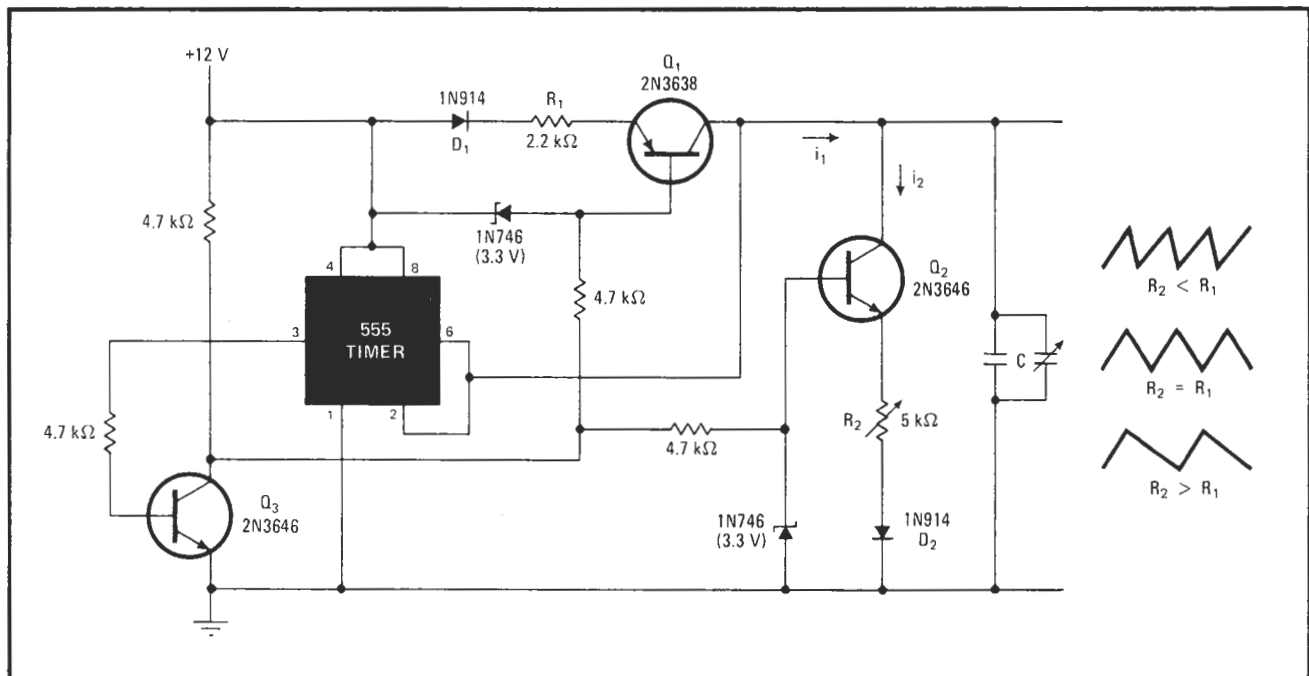 +12 V
Q1
2N3638
1N914
D1
R1
2.2 kΩ
i1
i2
4.7 kΩ
1N746
(3.3 V)
4
8
555
TIMER
3
6
1
2
4.7 kΩ
Q2
2N3646
C
R2 < R1
R2 = R1
R2 > R1
4.7 kΩ
4.7 kΩ
R2
5 kΩ
Q3
2N3646
1N746
(3.3 V)
1N914
D2